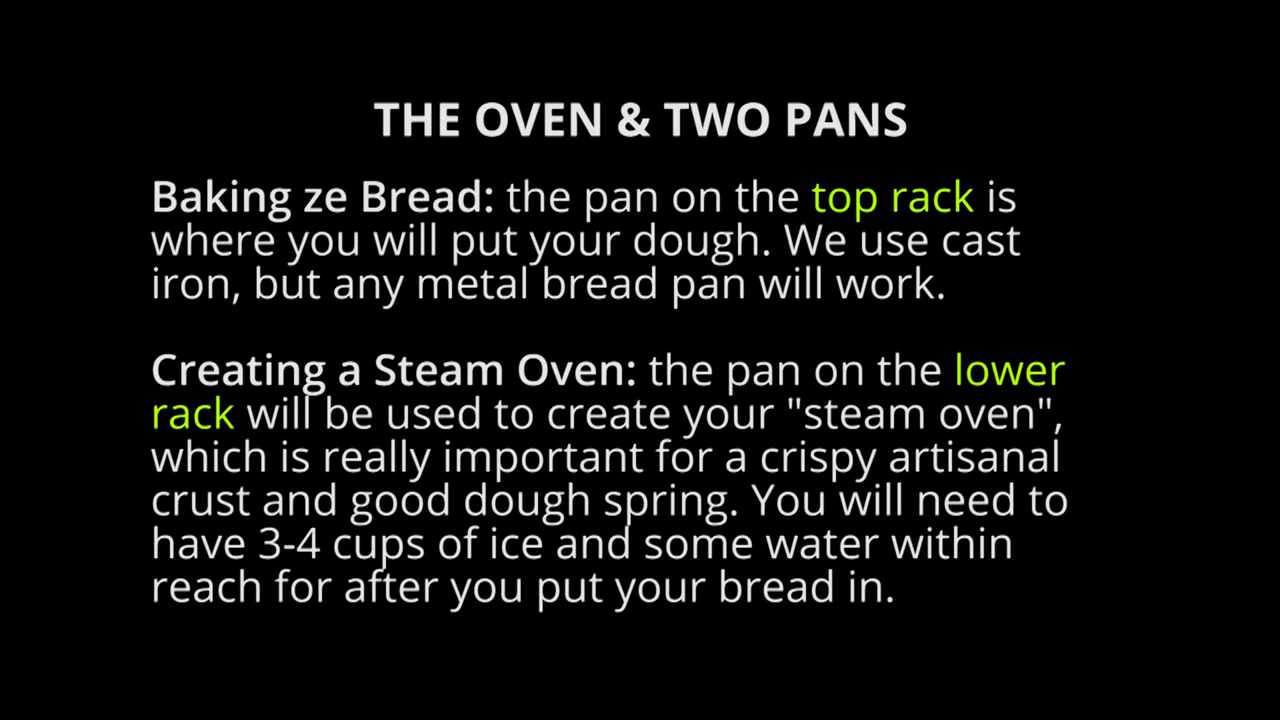 THE OVEN & TWO PANS
Baking ze Bread: the pan on the top rack is
where you will put your dough. We use cast
iron, but any metal bread pan will work.
Creating a Steam Oven: the pan on the lower
rack will be used to create your "steam oven",
which is really important for a crispy artisanal
crust and good dough spring. You will need to
have 3-4 cups of ice and some water within
reach for after you put your bread in.